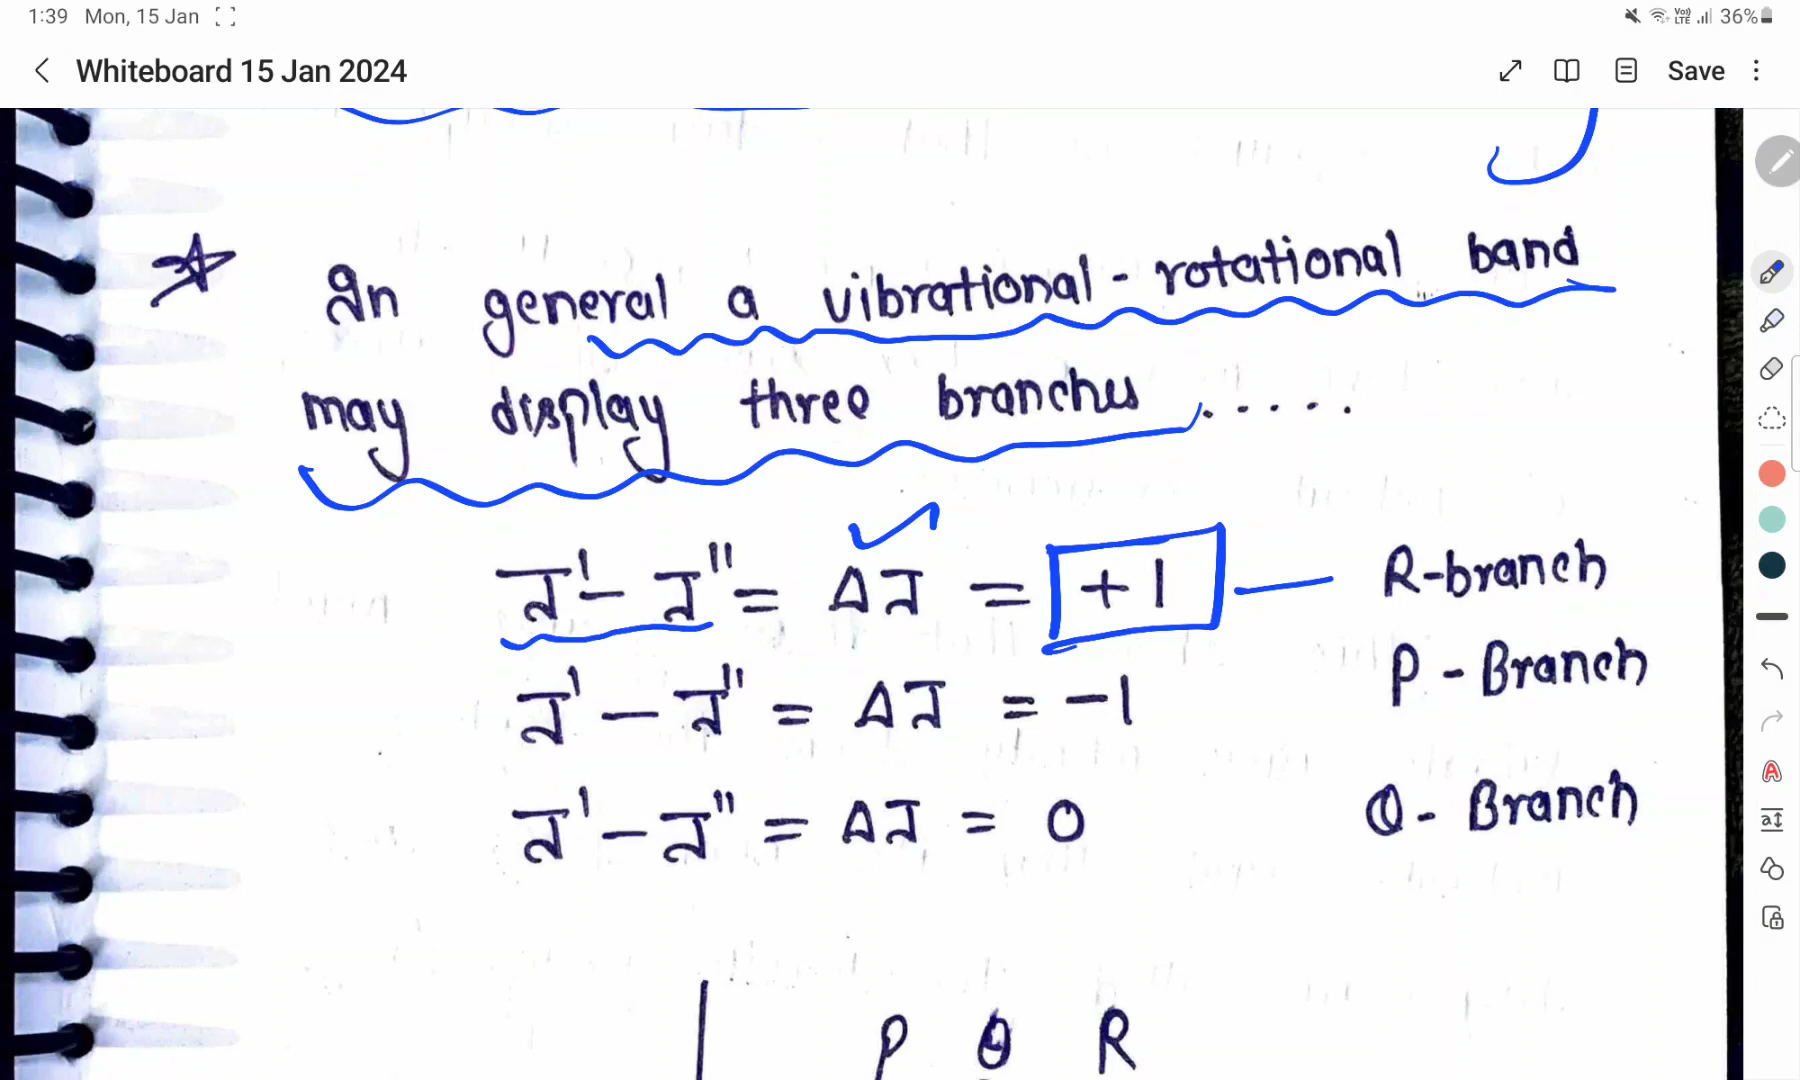 1:39 Mon, 15 Jan 36%
Whiteboard 15 Jan 2024 Save
In general a vibrational - rotational band
may display three branches . . . . .
J' - J" = ΔJ = +1 R-branch
J' - J" = ΔJ = -1 P - Branch
J' - J" = ΔJ = 0 Q - Branch
P Q R